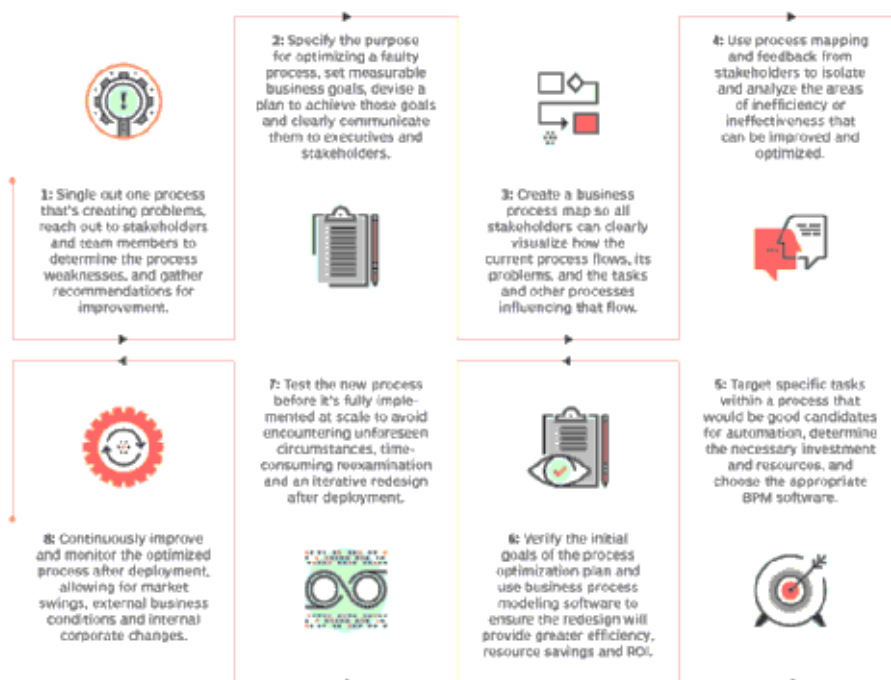 1: Single out one process
that's creating problems,
reach out to stakeholders
and team members to
determine the process
weaknesses, and gather
recommendations for
improvement.
2: Specify the purpose
for optimizing a faulty
process, set measurable
business goals, devise a
plan to achieve those goals
and clearly communicate
them to executives and
stakeholders.
3: Create a business
process map so all
stakeholders can clearly
visualize how the
current process flows, its
problems, and the tasks
and other processes
influencing that flow.
4: Use process mapping
and feedback from
stakeholders to isolate
and analyze the areas
of inefficiency or
ineffectiveness that
can be improved and
optimized.
5: Target specific tasks
within a process that
would be good candidates
for automation, determine
the necessary investment
and resources, and
choose the appropriate
BPM software.
6: Verify the initial
goals of the process
optimization plan and
use business process
modeling software to
ensure the redesign will
provide greater efficiency,
resource savings and ROI.
7: Test the new process
before it's fully imple-
mented at scale to avoid
encountering unforeseen
circumstances, time-
consuming reexamination
and an iterative redesign
after deployment.
8: Continuously improve
and monitor the optimized
process after deployment,
allowing for market
swings, external business
conditions and internal
corporate changes.